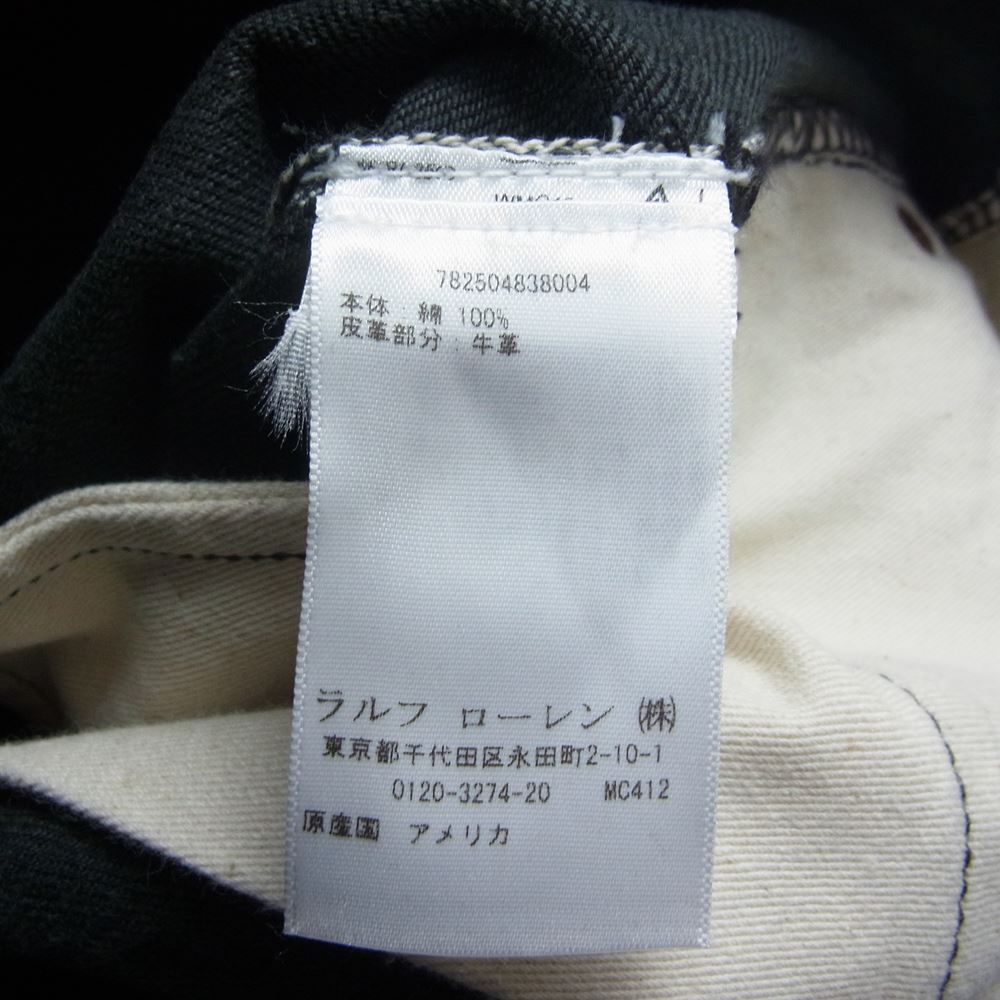 782504838004
本体：綿 100%
皮革部分：牛革
ラルフ ローレン ㈱
東京都千代田区永田町2-10-1
0120-3274-20 MC412
原産国 アメリカ